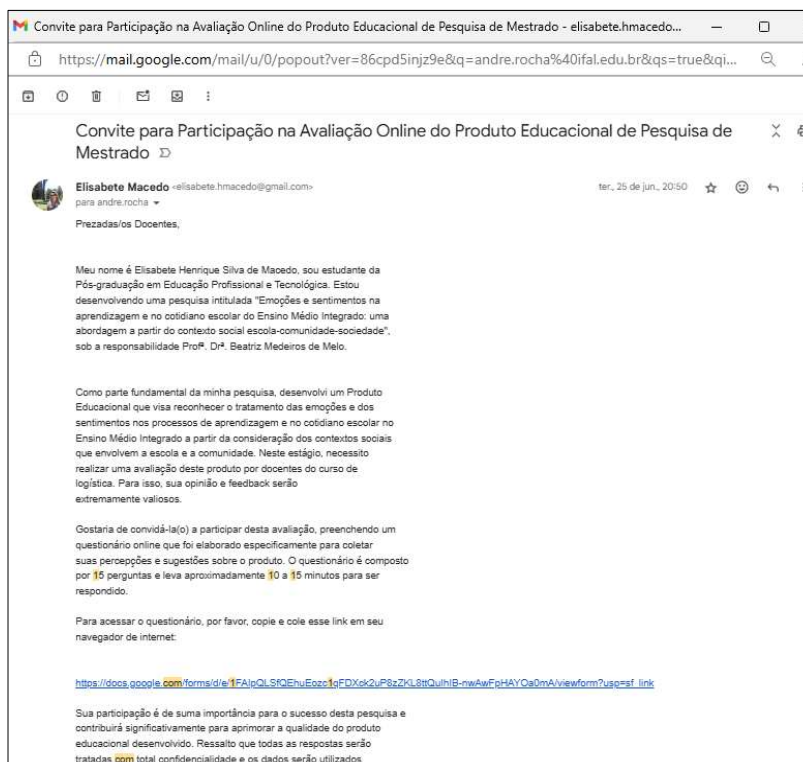 Convite para Participação na Avaliação Online do Produto Educacional de Pesquisa de Mestrado - elisabete.hmacedo...
https://mail.google.com/mail/u/0/popout?ver=86cpd5injz9e&q=andre.rocha%40ifal.edu.br&qs=true&qi...
Convite para Participação na Avaliação Online do Produto Educacional de Pesquisa de
Mestrado
Elisabete Macedo <elisabete.hmacedo@gmail.com>
ter., 25 de jun., 20:50
para andre.rocha
Prezadas/os Docentes,
Meu nome é Elisabete Henrique Silva de Macedo, sou estudante da
Pós-graduação em Educação Profissional e Tecnológica. Estou
desenvolvendo uma pesquisa intitulada "Emoções e sentimentos na
aprendizagem e no cotidiano escolar do Ensino Médio Integrado: uma
abordagem a partir do contexto social escola-comunidade-sociedade",
sob a responsabilidade Profª. Drª. Beatriz Medeiros de Melo.
Como parte fundamental da minha pesquisa, desenvolvi um Produto
Educacional que visa reconhecer o tratamento das emoções e dos
sentimentos nos processos de aprendizagem e no cotidiano escolar no
Ensino Médio Integrado a partir da consideração dos contextos sociais
que envolvem a escola e a comunidade. Neste estágio, necessito
realizar uma avaliação deste produto por docentes do curso de
logística. Para isso, sua opinião e feedback serão
extremamente valiosos.
Gostaria de convidá-la(o) a participar desta avaliação, preenchendo um
questionário online que foi elaborado especificamente para coletar
suas percepções e sugestões sobre o produto. O questionário é composto
por 15 perguntas e leva aproximadamente 10 a 15 minutos para ser
respondido.
Para acessar o questionário, por favor, copie e cole esse link em seu
navegador de internet:
https://docs.google.com/forms/d/e/1FAIpQLSfQEhuEozc1qFDXck2uP8zZKL8ttQuIhIB-nwAwFpHAYOa0mA/viewform?usp=sf_link
Sua participação é de suma importância para o sucesso desta pesquisa e
contribuirá significativamente para aprimorar a qualidade do produto
educacional desenvolvido. Ressalto que todas as respostas serão
tratadas com total confidencialidade e os dados serão utilizados